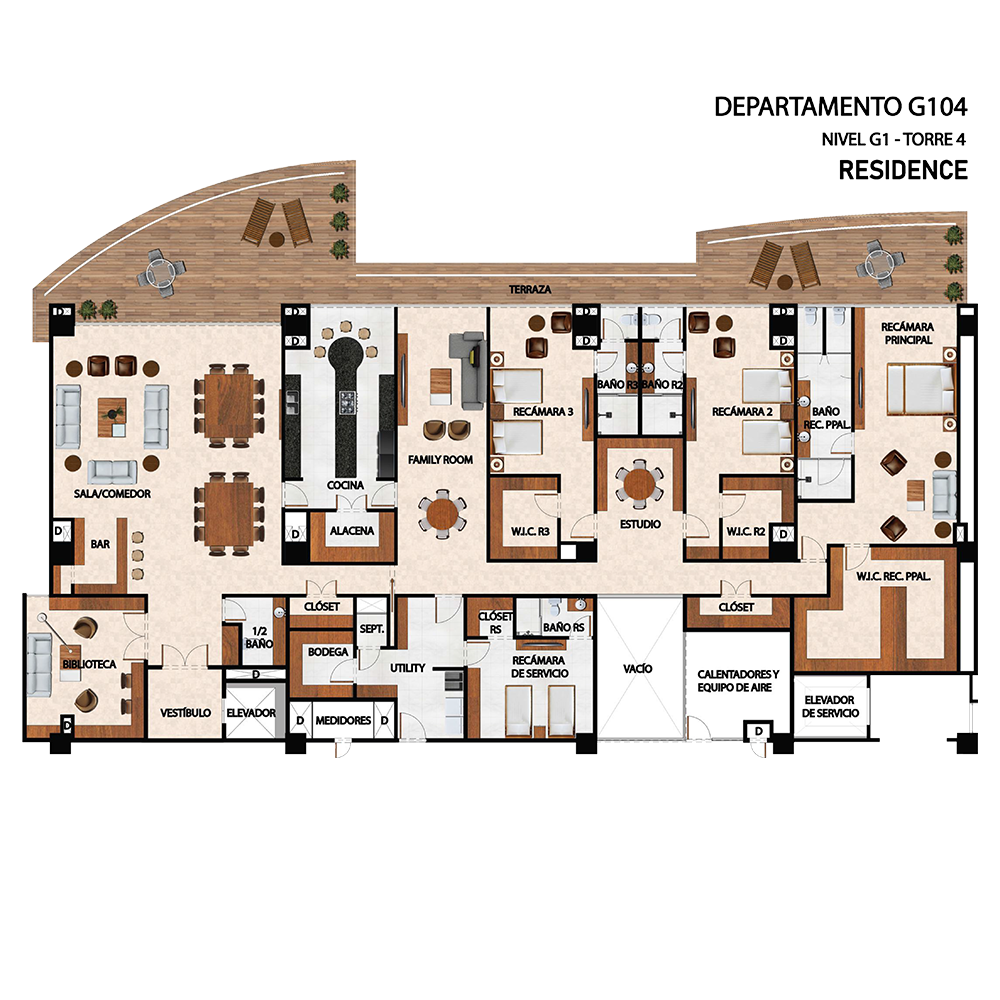 DEPARTAMENTO G104
NIVEL G1 - TORRE 4
RESIDENCE
TERRAZA
D
D
D
D
D
D
RECÁMARA
PRINCIPAL
D
D
D
BAÑO R3
BAÑO R2
RECÁMARA 3
RECÁMARA 2
BAÑO
REC. PPAL.
FAMILY ROOM
COCINA
SALA/COMEDOR
D
D
ALACENA
W.I.C. R3
ESTUDIO
W.I.C. R2
D
BAR
W.I.C. REC. PPAL.
CLÓSET
CLÓSET
SEPT.
CLÓSET
RS
BAÑO RS
1/2
BAÑO
BIBLIOTECA
BODEGA
UTILITY
RECÁMARA
DE SERVICIO
VACÍO
CALENTADORES Y
EQUIPO DE AIRE
D
VESTÍBULO
ELEVADOR
D
MEDIDORES
D
D
D
ELEVADOR
DE SERVICIO